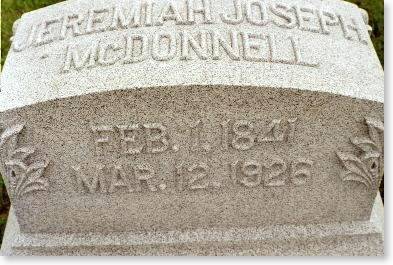 JEREMIAH JOSEPH
MCDONNELL
FEB. 1. 1841
MAR. 12. 1926